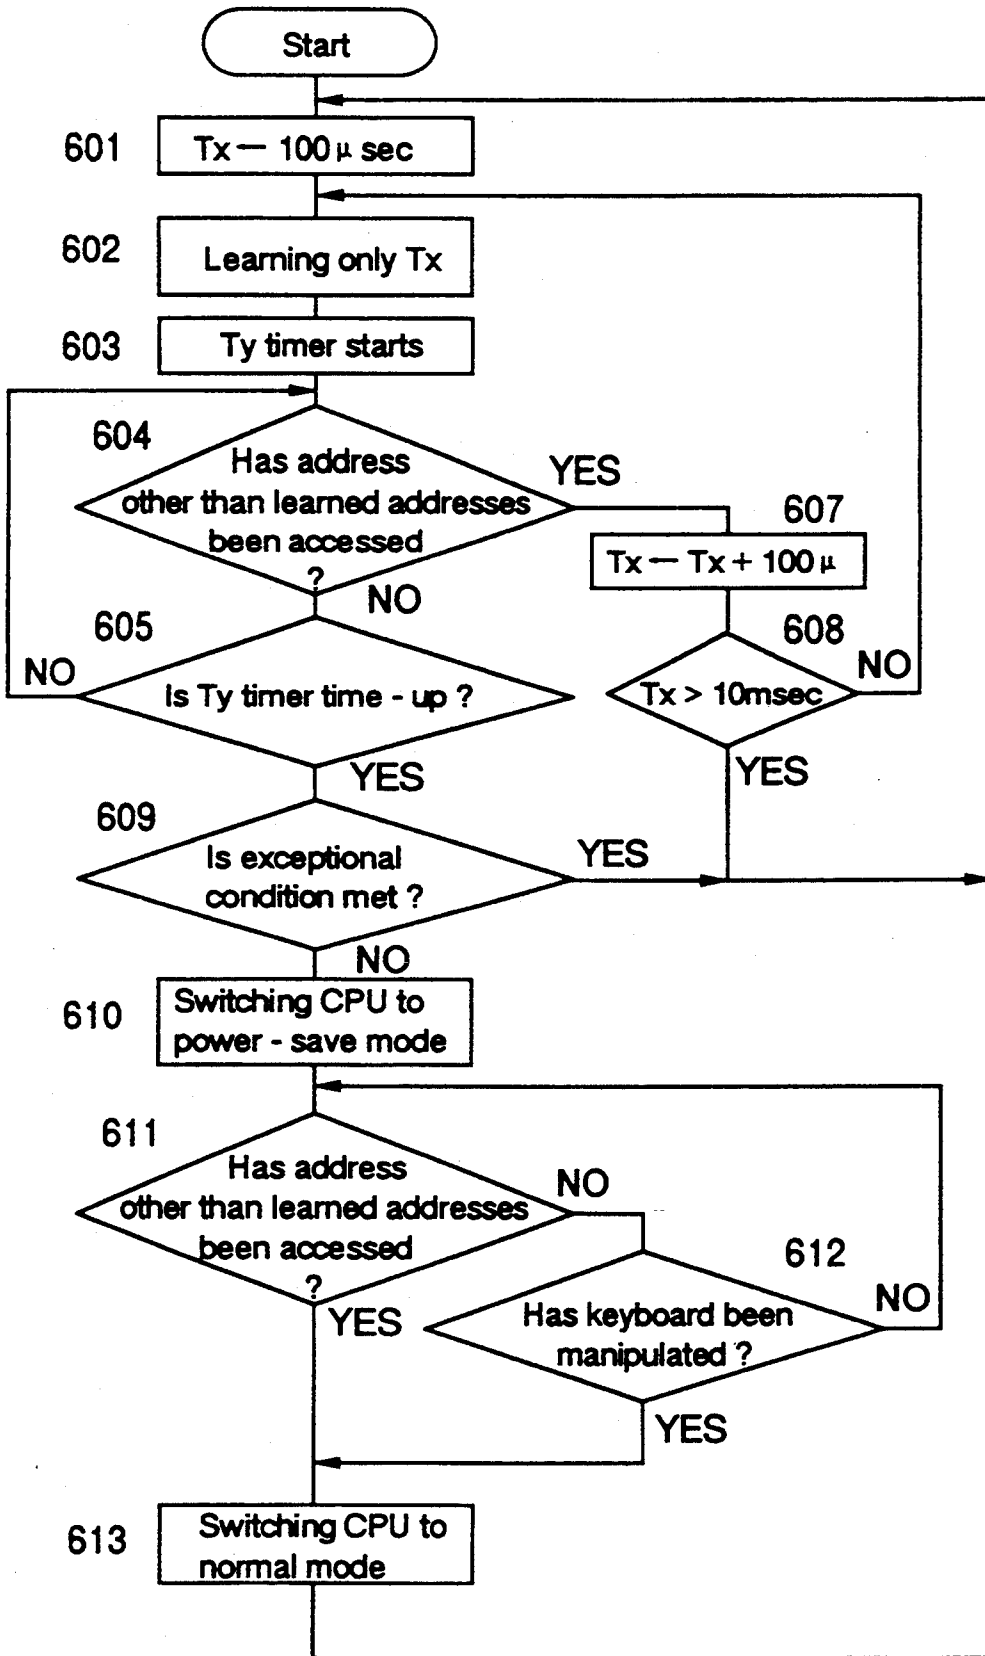 Start
601
Tx ← 100 μ sec
602
Learning only Tx
603
Ty timer starts
604
Has address
other than learned addresses
been accessed
?
YES
NO
607
Tx ← Tx + 100 μ
605
Is Ty timer time - up ?
NO
YES
608
Tx > 10msec
NO
YES
609
Is exceptional
condition met ?
YES
NO
610
Switching CPU to
power - save mode
611
Has address
other than learned addresses
been accessed
?
NO
YES
612
Has keyboard been
manipulated ?
NO
YES
613
Switching CPU to
normal mode